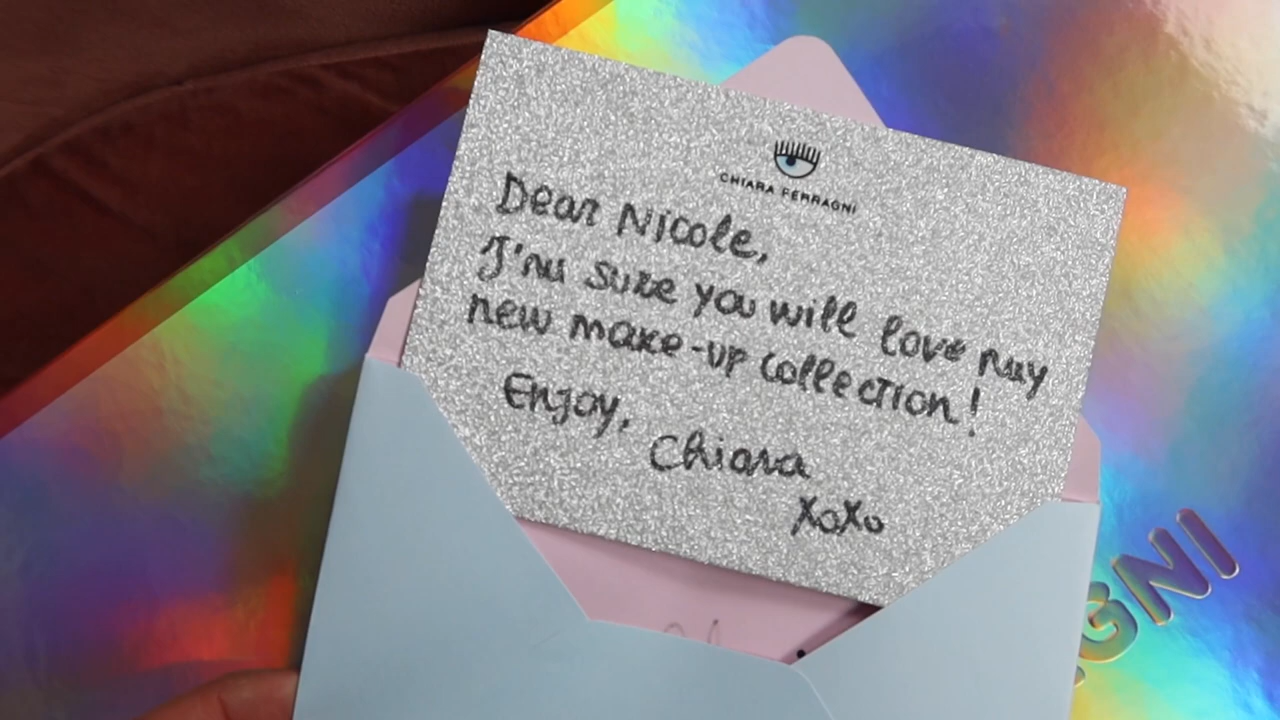 CHIARA FERRAGNI
Dear Nicole,
I'm sure you will love my
new make-up collection!
Enjoy,
Chiara
XoXo
GNI